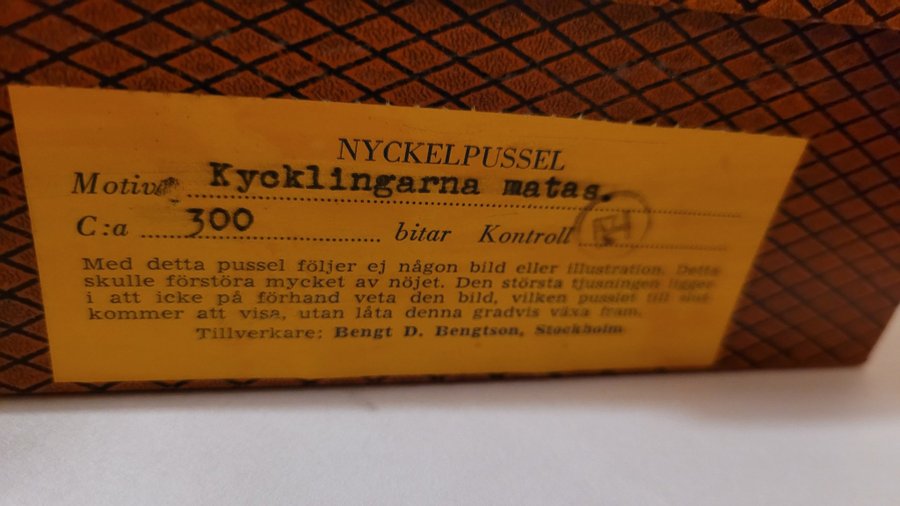 NYCKELPUSSEL
Motiv Kycklingarna matas.
C:a 300 bitar Kontroll
Med detta pussel följer ej någon bild eller illustration. Detta
skulle förstöra mycket av nöjet. Den största tjusningen ligger
i att icke på förhand veta den bild, vilken pusslet till slut
kommer att visa, utan låta denna gradvis växa fram.
Tillverkare: Bengt D. Bengtson, Stockholm